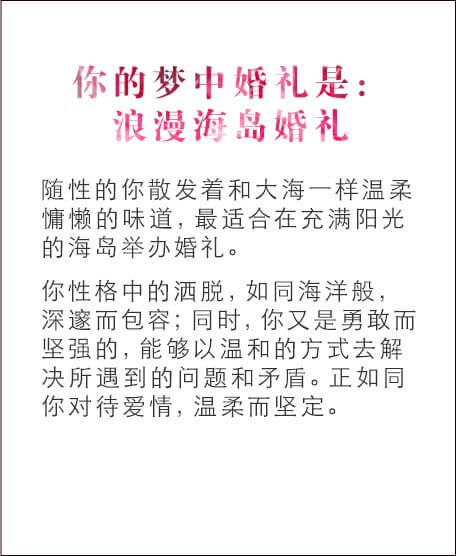 你的梦中婚礼是：
浪漫海岛婚礼
随性的你散发着和大海一样温柔
慵懒的味道，最适合在充满阳光
的海岛举办婚礼。
你性格中的洒脱，如同海洋般，
深邃而包容；同时，你又是勇敢而
坚强的，能够以温和的方式去解
决所遇到的问题和矛盾。正如同
你对待爱情，温柔而坚定。